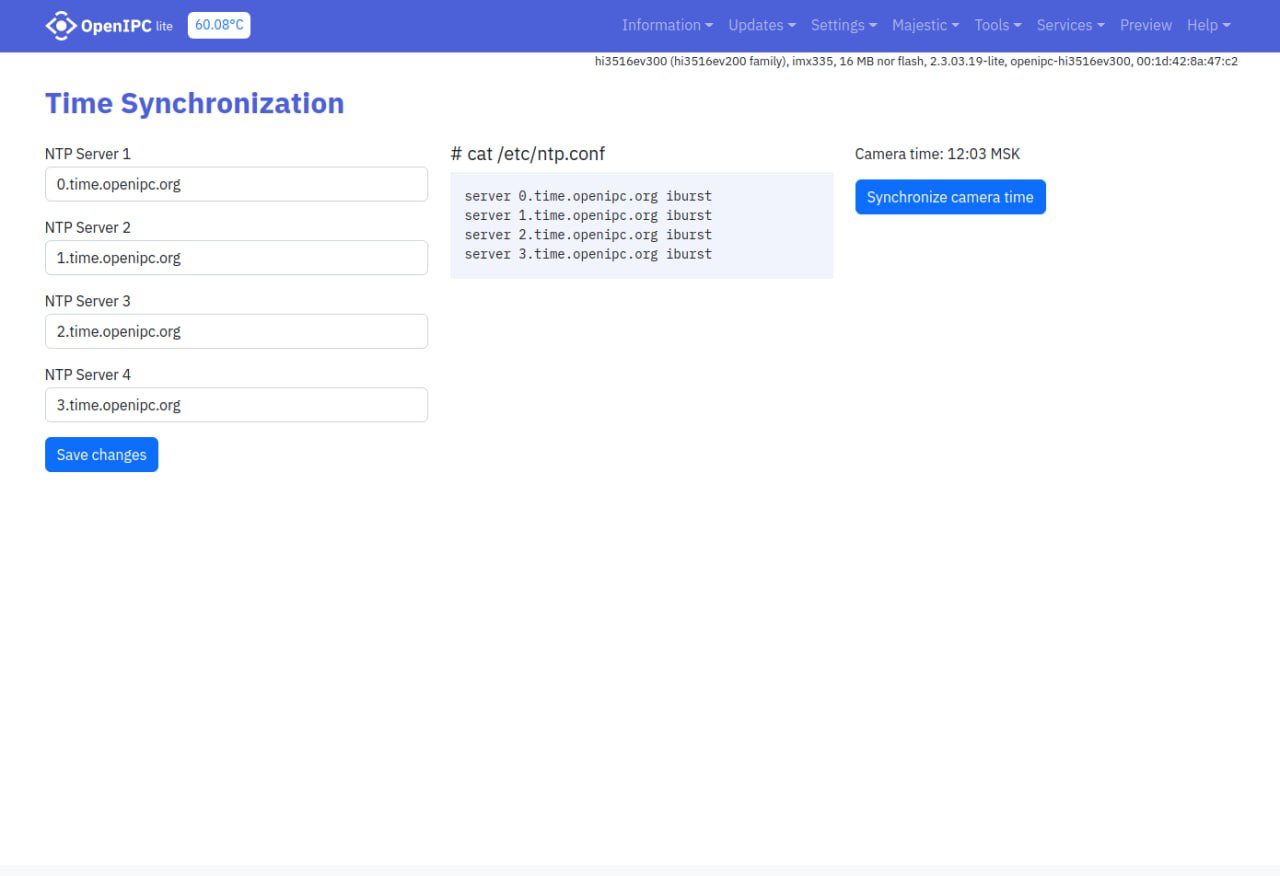 OpenIPC lite 60.08°C Information Updates Settings Majestic Tools Services Preview Help
hi3516ev300 (hi3516ev200 family), imx335, 16 MB nor flash, 2.3.03.19-lite, openipc-hi3516ev300, 00:1d:42:8a:47:c2
Time Synchronization
NTP Server 1
0.time.openipc.org
NTP Server 2
1.time.openipc.org
NTP Server 3
2.time.openipc.org
NTP Server 4
3.time.openipc.org
Save changes
# cat /etc/ntp.conf
server 0.time.openipc.org iburst
server 1.time.openipc.org iburst
server 2.time.openipc.org iburst
server 3.time.openipc.org iburst
Camera time: 12:03 MSK
Synchronize camera time